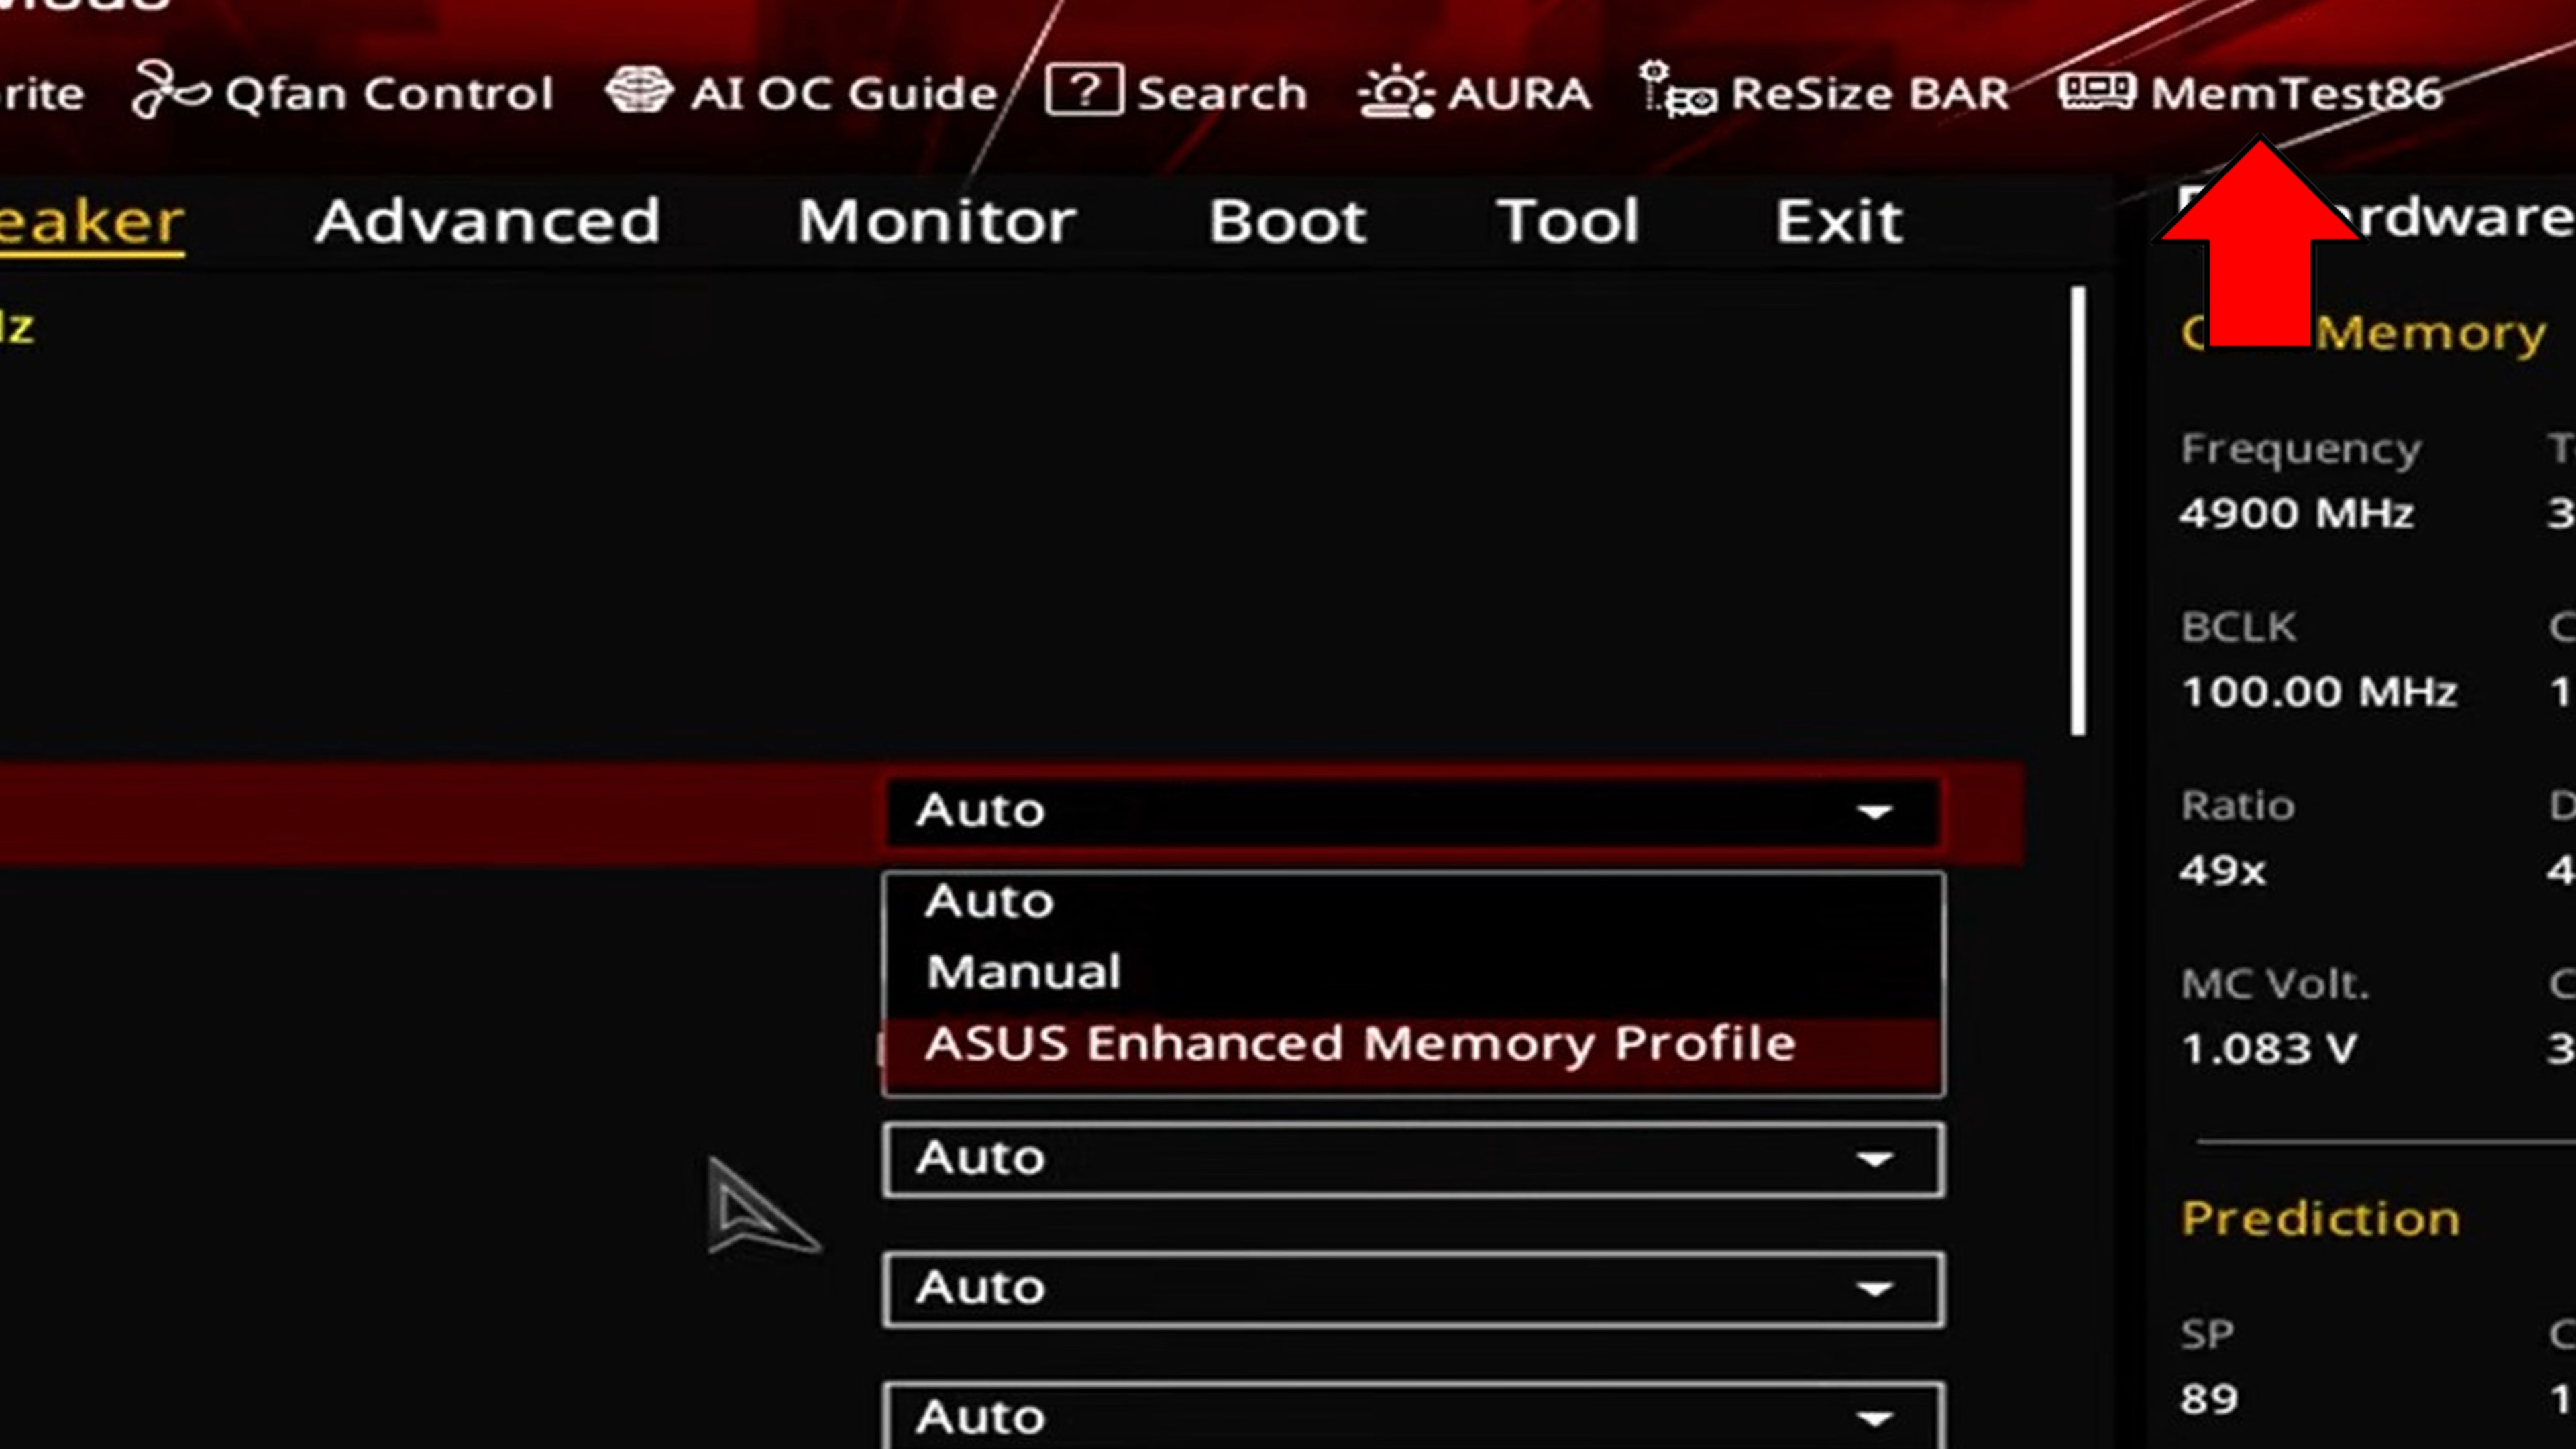 Qfan Control AI OC Guide ? Search AURA ReSize BAR MemTest86
Advanced Monitor Boot Tool Exit
Memory
Frequency
4900 MHz
BCLK
100.00 MHz
Auto
Ratio
49x
Auto
Manual
ASUS Enhanced Memory Profile
MC Volt.
1.083 V
Auto
Prediction
Auto
SP
89
Auto